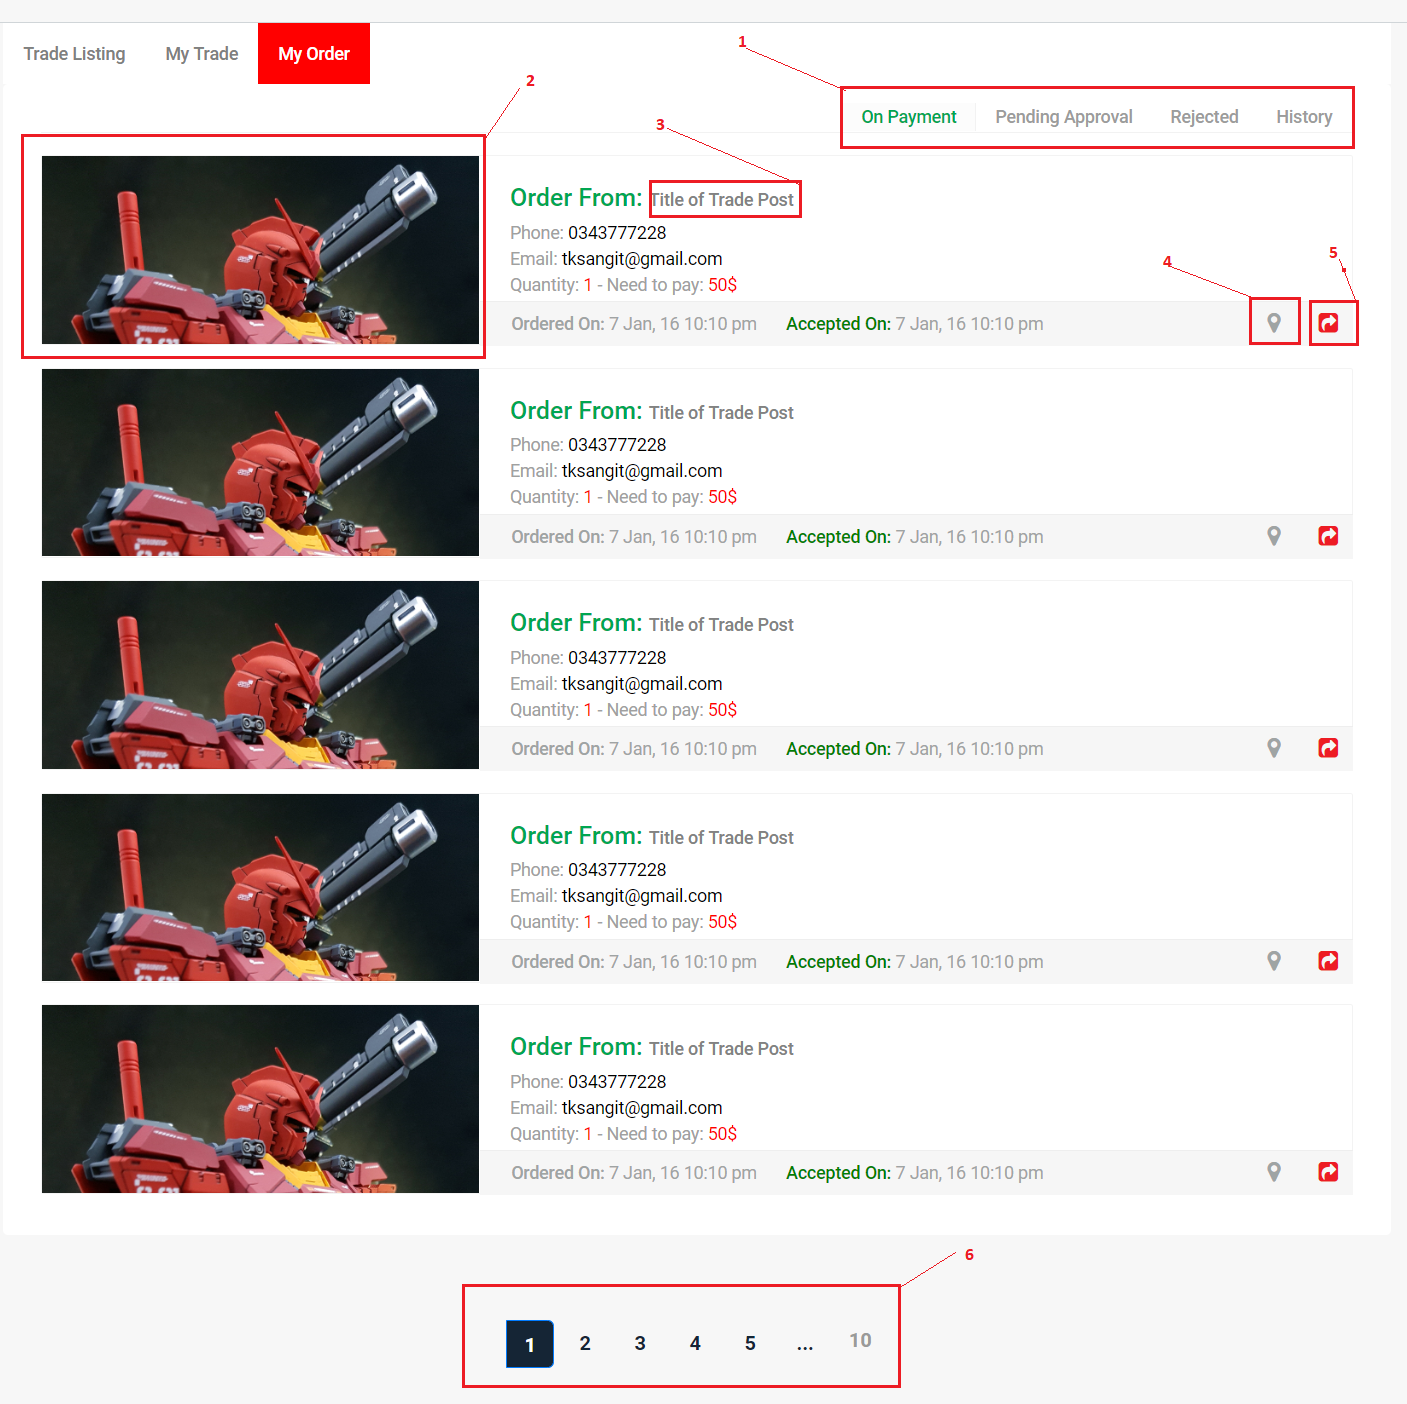 Trade Listing My Trade My Order
1
2
3
On Payment Pending Approval Rejected History
Order From: Title of Trade Post
Phone: 0343777228
Email: tksangit@gmail.com
Quantity: 1 - Need to pay: 50$
4
5
Ordered On: 7 Jan, 16 10:10 pm Accepted On: 7 Jan, 16 10:10 pm
Order From: Title of Trade Post
Phone: 0343777228
Email: tksangit@gmail.com
Quantity: 1 - Need to pay: 50$
Ordered On: 7 Jan, 16 10:10 pm Accepted On: 7 Jan, 16 10:10 pm
Order From: Title of Trade Post
Phone: 0343777228
Email: tksangit@gmail.com
Quantity: 1 - Need to pay: 50$
Ordered On: 7 Jan, 16 10:10 pm Accepted On: 7 Jan, 16 10:10 pm
Order From: Title of Trade Post
Phone: 0343777228
Email: tksangit@gmail.com
Quantity: 1 - Need to pay: 50$
Ordered On: 7 Jan, 16 10:10 pm Accepted On: 7 Jan, 16 10:10 pm
Order From: Title of Trade Post
Phone: 0343777228
Email: tksangit@gmail.com
Quantity: 1 - Need to pay: 50$
Ordered On: 7 Jan, 16 10:10 pm Accepted On: 7 Jan, 16 10:10 pm
6
1 2 3 4 5 ... 10